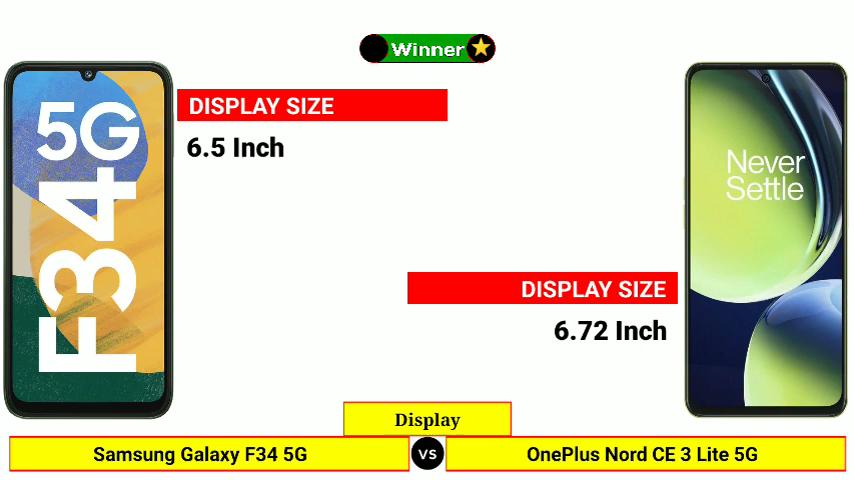 Winner
5G
F34
DISPLAY SIZE
6.5 Inch
Never
Settle
DISPLAY SIZE
6.72 Inch
Display
Samsung Galaxy F34 5G
VS
OnePlus Nord CE 3 Lite 5G